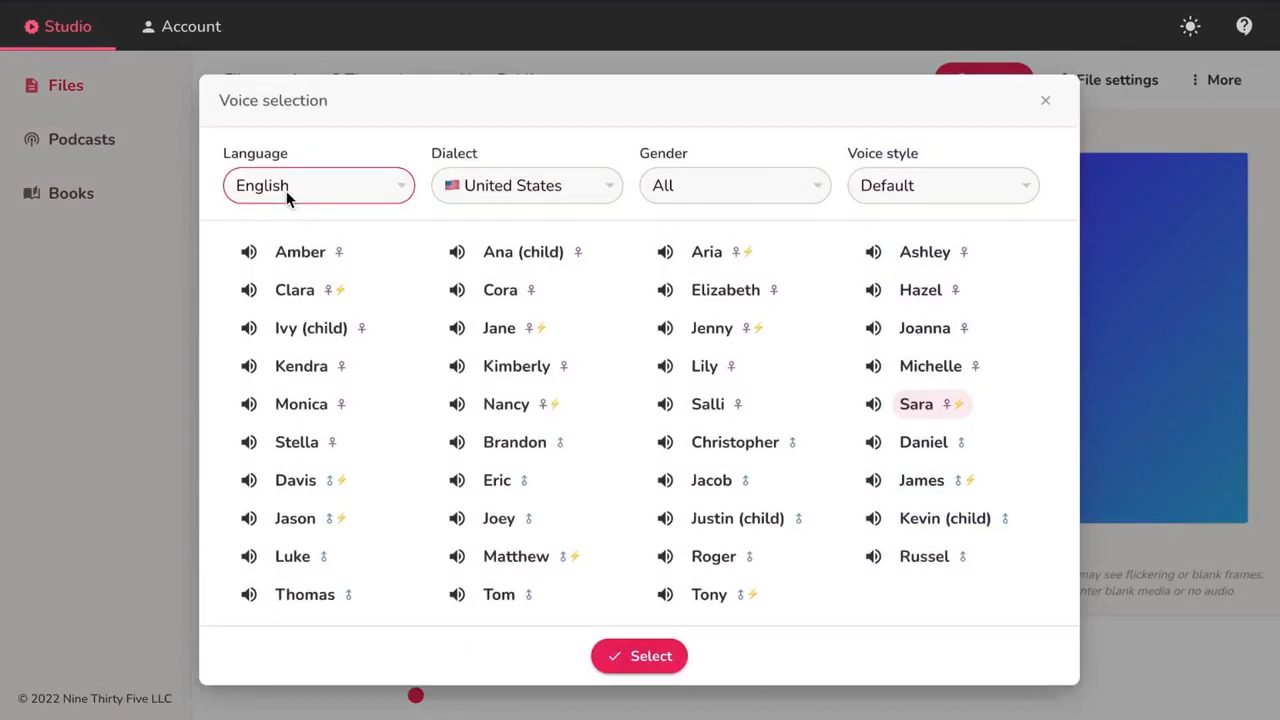 Studio
Account
Files
Podcasts
Books
File settings
More
Voice selection
Language
Dialect
Gender
Voice style
English
United States
All
Default
Amber
Ana (child)
Aria
Ashley
Clara
Cora
Elizabeth
Hazel
Ivy (child)
Jane
Jenny
Joanna
Kendra
Kimberly
Lily
Michelle
Monica
Nancy
Salli
Sara
Stella
Brandon
Christopher
Daniel
Davis
Eric
Jacob
James
Jason
Joey
Justin (child)
Kevin (child)
Luke
Matthew
Roger
Russel
Thomas
Tom
Tony
Select
may see flickering or blank frames.
nter blank media or no audio.
© 2022 Nine Thirty Five LLC